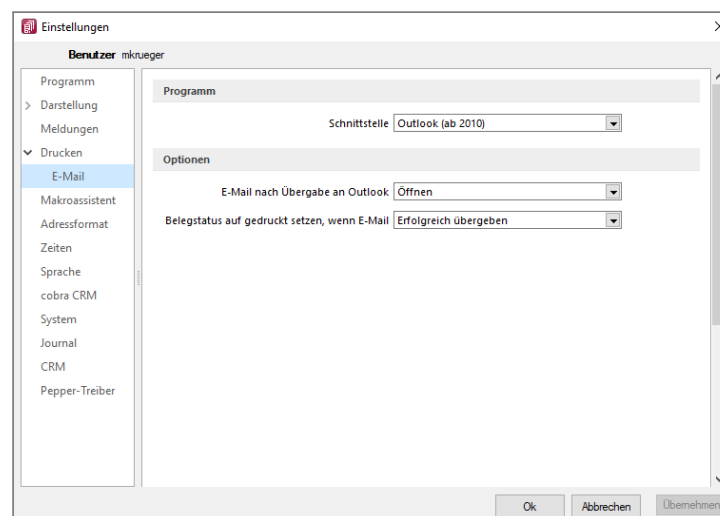 Einstellungen
Benutzer mkrueger
Programm
Darstellung
Meldungen
Drucken
E-Mail
Makroassistent
Adressformat
Zeiten
Sprache
cobra CRM
System
Journal
CRM
Pepper-Treiber
Programm
Schnittstelle Outlook (ab 2010)
Optionen
E-Mail nach Übergabe an Outlook Öffnen
Belegstatus auf gedruckt setzen, wenn E-Mail Erfolgreich übergeben
Ok Abbrechen Übernehmen